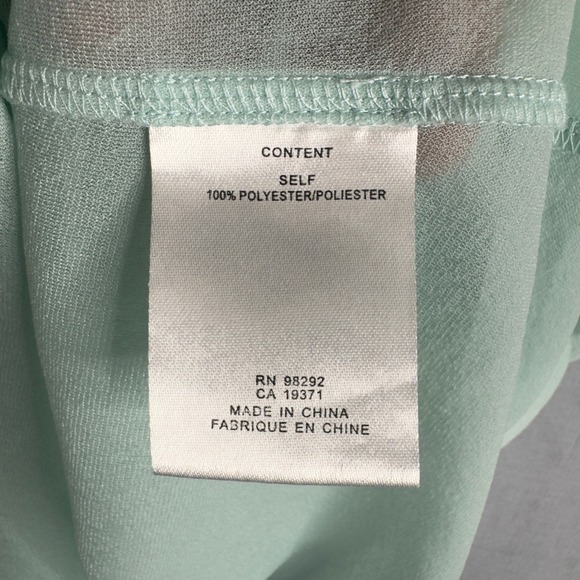 CONTENT
SELF
100% POLYESTER/POLIESTER
RN 98292
CA 19371
MADE IN CHINA
FABRIQUE EN CHINE